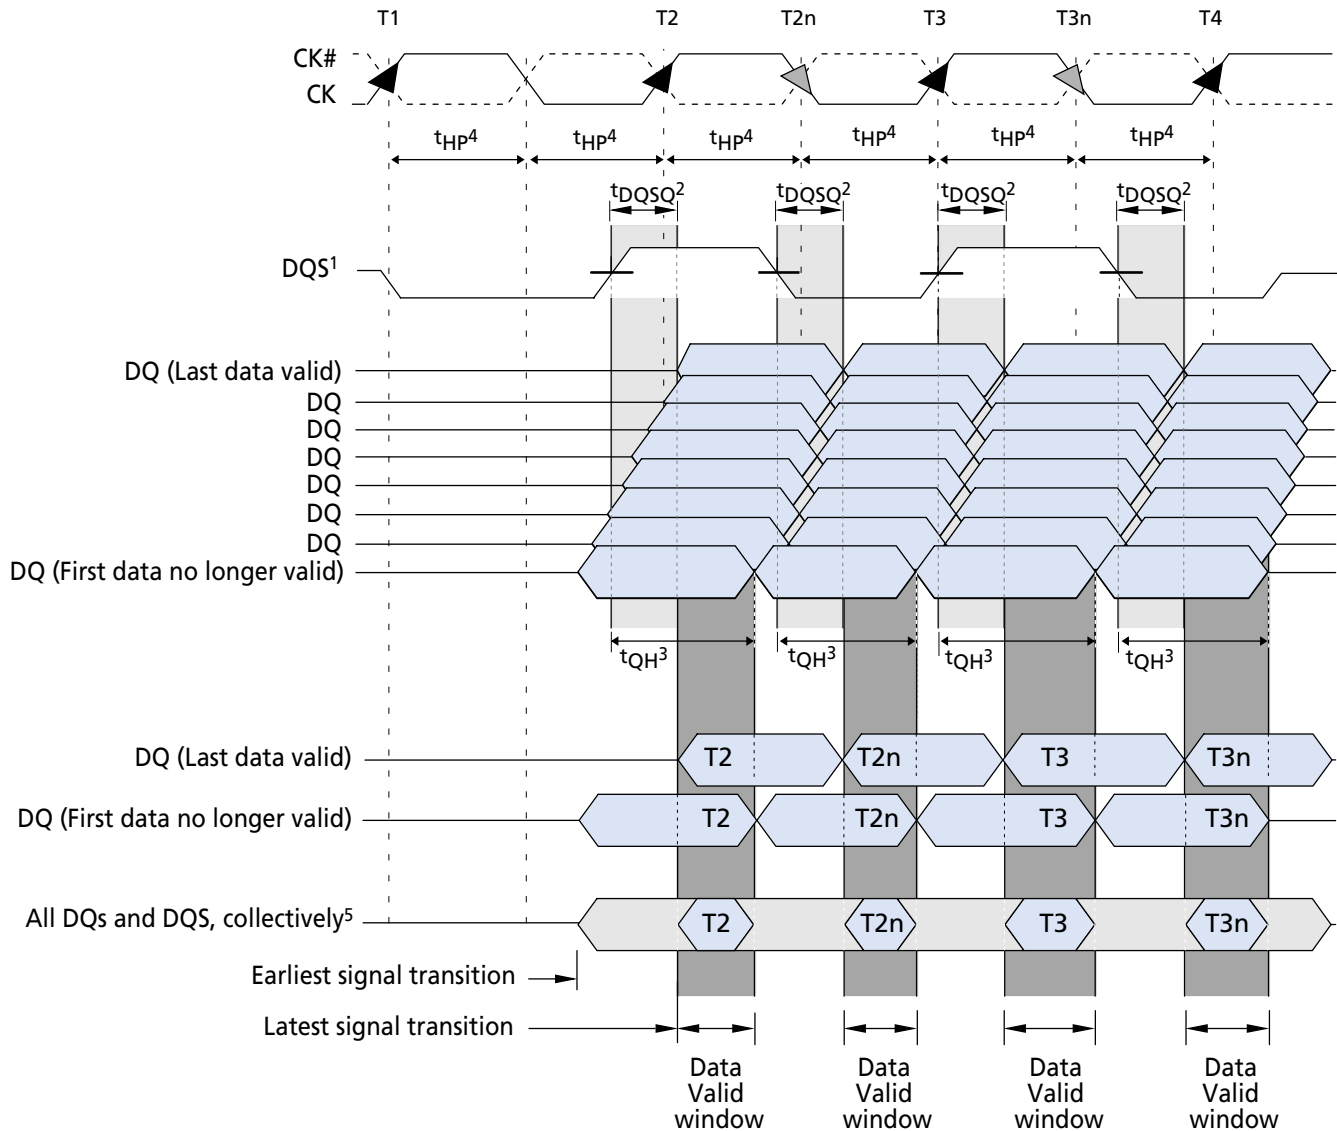 T1 T2 T2n T3 T3n T4
CK#
CK
tHP4 tHP4 tHP4 tHP4 tHP4 tHP4
tDQSQ2 tDQSQ2 tDQSQ2 tDQSQ2
DQS1
DQ (Last data valid)
DQ
DQ
DQ
DQ
DQ
DQ
DQ (First data no longer valid)
tQH3 tQH3 tQH3 tQH3
DQ (Last data valid) T2 T2n T3 T3n
DQ (First data no longer valid) T2 T2n T3 T3n
All DQs and DQS, collectively5 T2 T2n T3 T3n
Earliest signal transition
Latest signal transition
Data Data Data Data
Valid Valid Valid Valid
window window window window